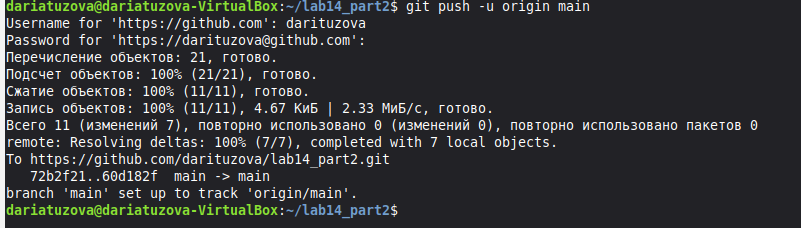 dariatuzova@dariatuzova-VirtualBox:~/lab14_part2$ git push -u origin main
Username for 'https://github.com': darituzova
Password for 'https://darituzova@github.com':
Перечисление объектов: 21, готово.
Подсчет объектов: 100% (21/21), готово.
Сжатие объектов: 100% (11/11), готово.
Запись объектов: 100% (11/11), 4.67 КиБ | 2.33 МиБ/с, готово.
Всего 11 (изменений 7), повторно использовано 0 (изменений 0), повторно использовано пакетов 0
remote: Resolving deltas: 100% (7/7), completed with 7 local objects.
To https://github.com/darituzova/lab14_part2.git
   72b2f21..60d182f  main -> main
branch 'main' set up to track 'origin/main'.
dariatuzova@dariatuzova-VirtualBox:~/lab14_part2$